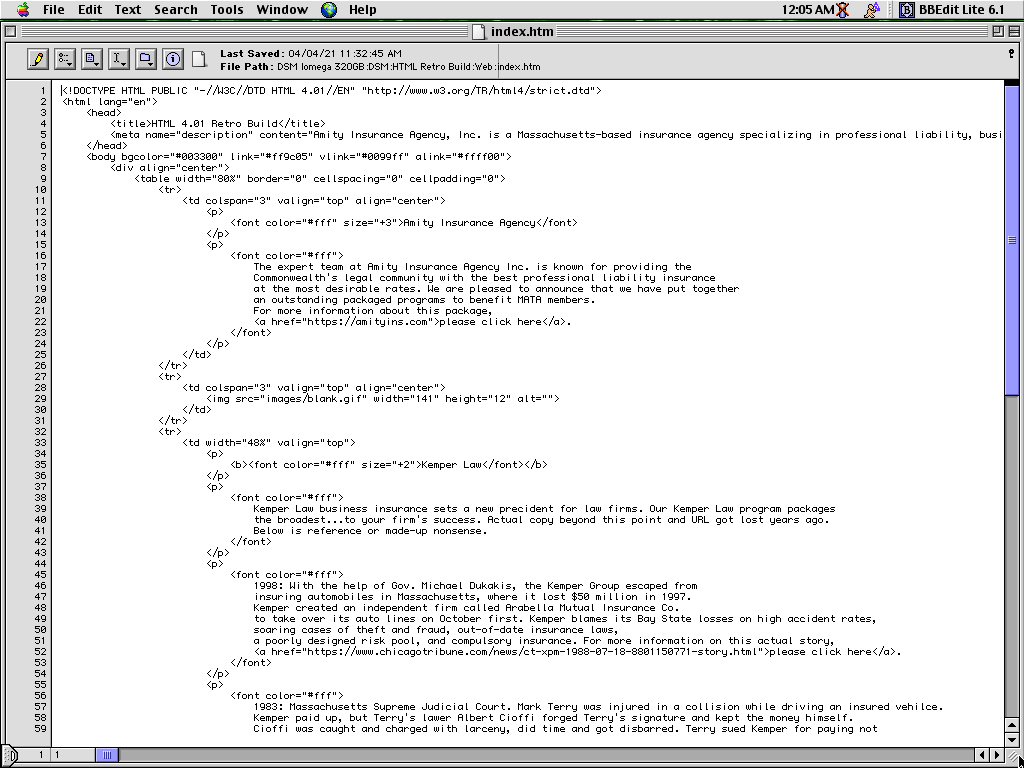 File Edit Text Search Tools Window Help 12:05 AM BBEdit Lite 6.1
index.htm
Last Saved: 04/04/21 11:32:45 AM
File Path: DSM Iomega 320GB:DSM:HTML Retro Build:Web:index.htm
1 <!DOCTYPE HTML PUBLIC "-//W3C//DTD HTML 4.01//EN" "http://www.w3.org/TR/html4/strict.dtd">
2 <html lang="en">
3 <head>
4 <title>HTML 4.01 Retro Build</title>
5 <meta name="description" content="Amity Insurance Agency, Inc. is a Massachusetts-based insurance agency specializing in professional liability, busi
6 </head>
7 <body bgcolor="#003300" link="#ff9c05" vlink="#0099ff" alink="#ffff00">
8 <div align="center">
9 <table width="80%" border="0" cellspacing="0" cellpadding="0">
10 <tr>
11 <td colspan="3" valign="top" align="center">
12 <p>
13 <font color="#fff" size="+3">Amity Insurance Agency</font>
14 </p>
15 <p>
16 <font color="#fff">
17 The expert team at Amity Insurance Agency Inc. is known for providing the
18 Commonwealth's legal community with the best professional liability insurance
19 at the most desirable rates. We are pleased to announce that we have put together
20 an outstanding packaged programs to benefit MATA members.
21 For more information about this package,
22 <a href="https://amityins.com">please click here</a>.
23 </font>
24 </p>
25 </td>
26 </tr>
27 <tr>
28 <td colspan="3" valign="top" align="center">
29 <img src="images/blank.gif" width="141" height="12" alt="">
30 </td>
31 </tr>
32 <tr>
33 <td width="48%" valign="top">
34 <p>
35 <b><font color="#fff" size="+2">Kemper Law</font></b>
36 </p>
37 <p>
38 <font color="#fff">
39 Kemper Law business insurance sets a new precident for law firms. Our Kemper Law program packages
40 the broadest...to your firm's success. Actual copy beyond this point and URL got lost years ago.
41 Below is reference or made-up nonsense.
42 </font>
43 </p>
44 <p>
45 <font color="#fff">
46 1998: With the help of Gov. Michael Dukakis, the Kemper Group escaped from
47 insuring automobiles in Massachusetts, where it lost $50 million in 1997.
48 Kemper created an independent firm called Arabella Mutual Insurance Co.
49 to take over its auto lines on October first. Kemper blames its Bay State losses on high accident rates,
50 soaring cases of theft and fraud, out-of-date insurance laws,
51 a poorly designed risk pool, and compulsory insurance. For more information on this actual story,
52 <a href="https://www.chicagotribune.com/news/ct-xpm-1988-07-18-8801150771-story.html">please click here</a>.
53 </font>
54 </p>
55 <p>
56 <font color="#fff">
57 1983: Massachusetts Supreme Judicial Court. Mark Terry was injured in a collision while driving an insured vehilce.
58 Kemper paid up, but Terry's lawer Albert Cioffi forged Terry's signature and kept the money himself.
59 Cioffi was caught and charged with larceny, did time and got disbarred. Terry sued Kemper for paying not
1 1